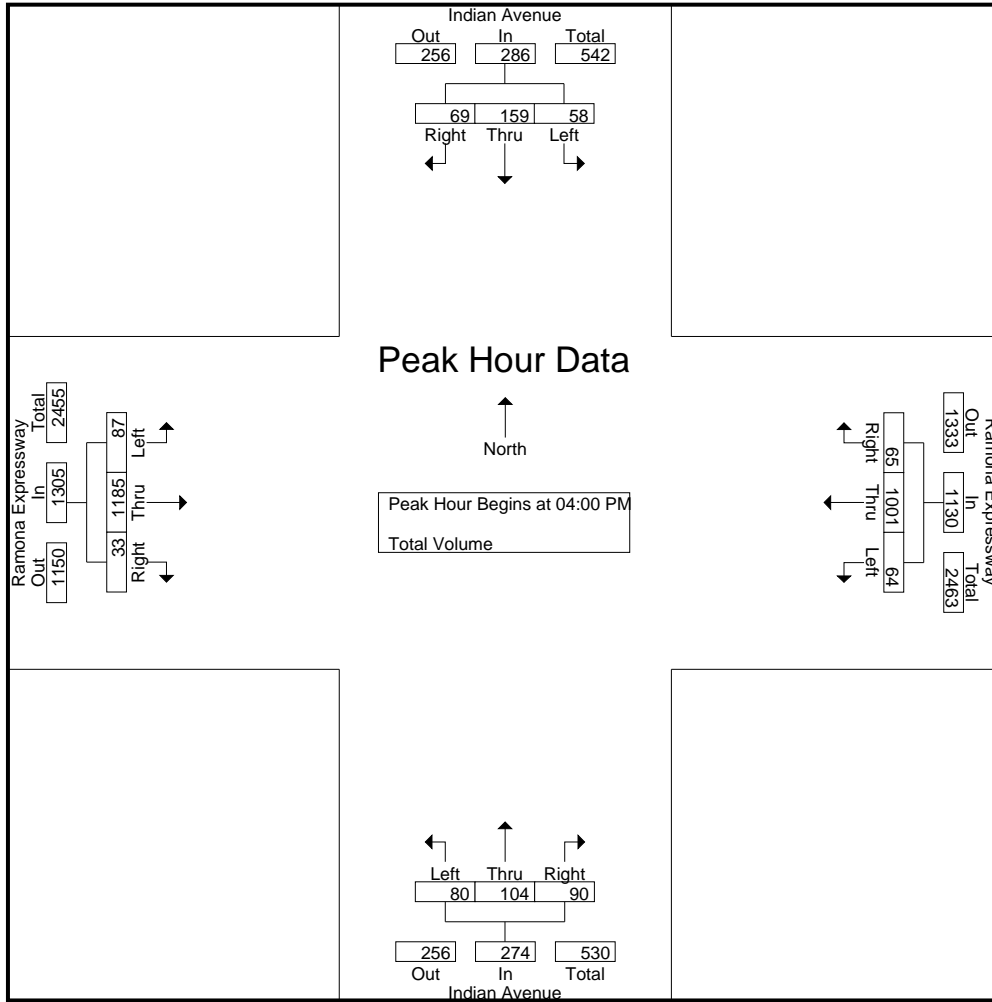 Indian Avenue
Out In Total
256 286 542
69 159 58
Right Thru Left
Peak Hour Data
North
Peak Hour Begins at 04:00 PM
Total Volume
Ramona Expressway
Total In Out
2455 1305 1150
87 1185 33
Left Thru Right
Ramona Expressway
Out In Total
1333 1130 2463
65 1001 64
Right Thru Left
Left Thru Right
80 104 90
256 274 530
Out In Total
Indian Avenue